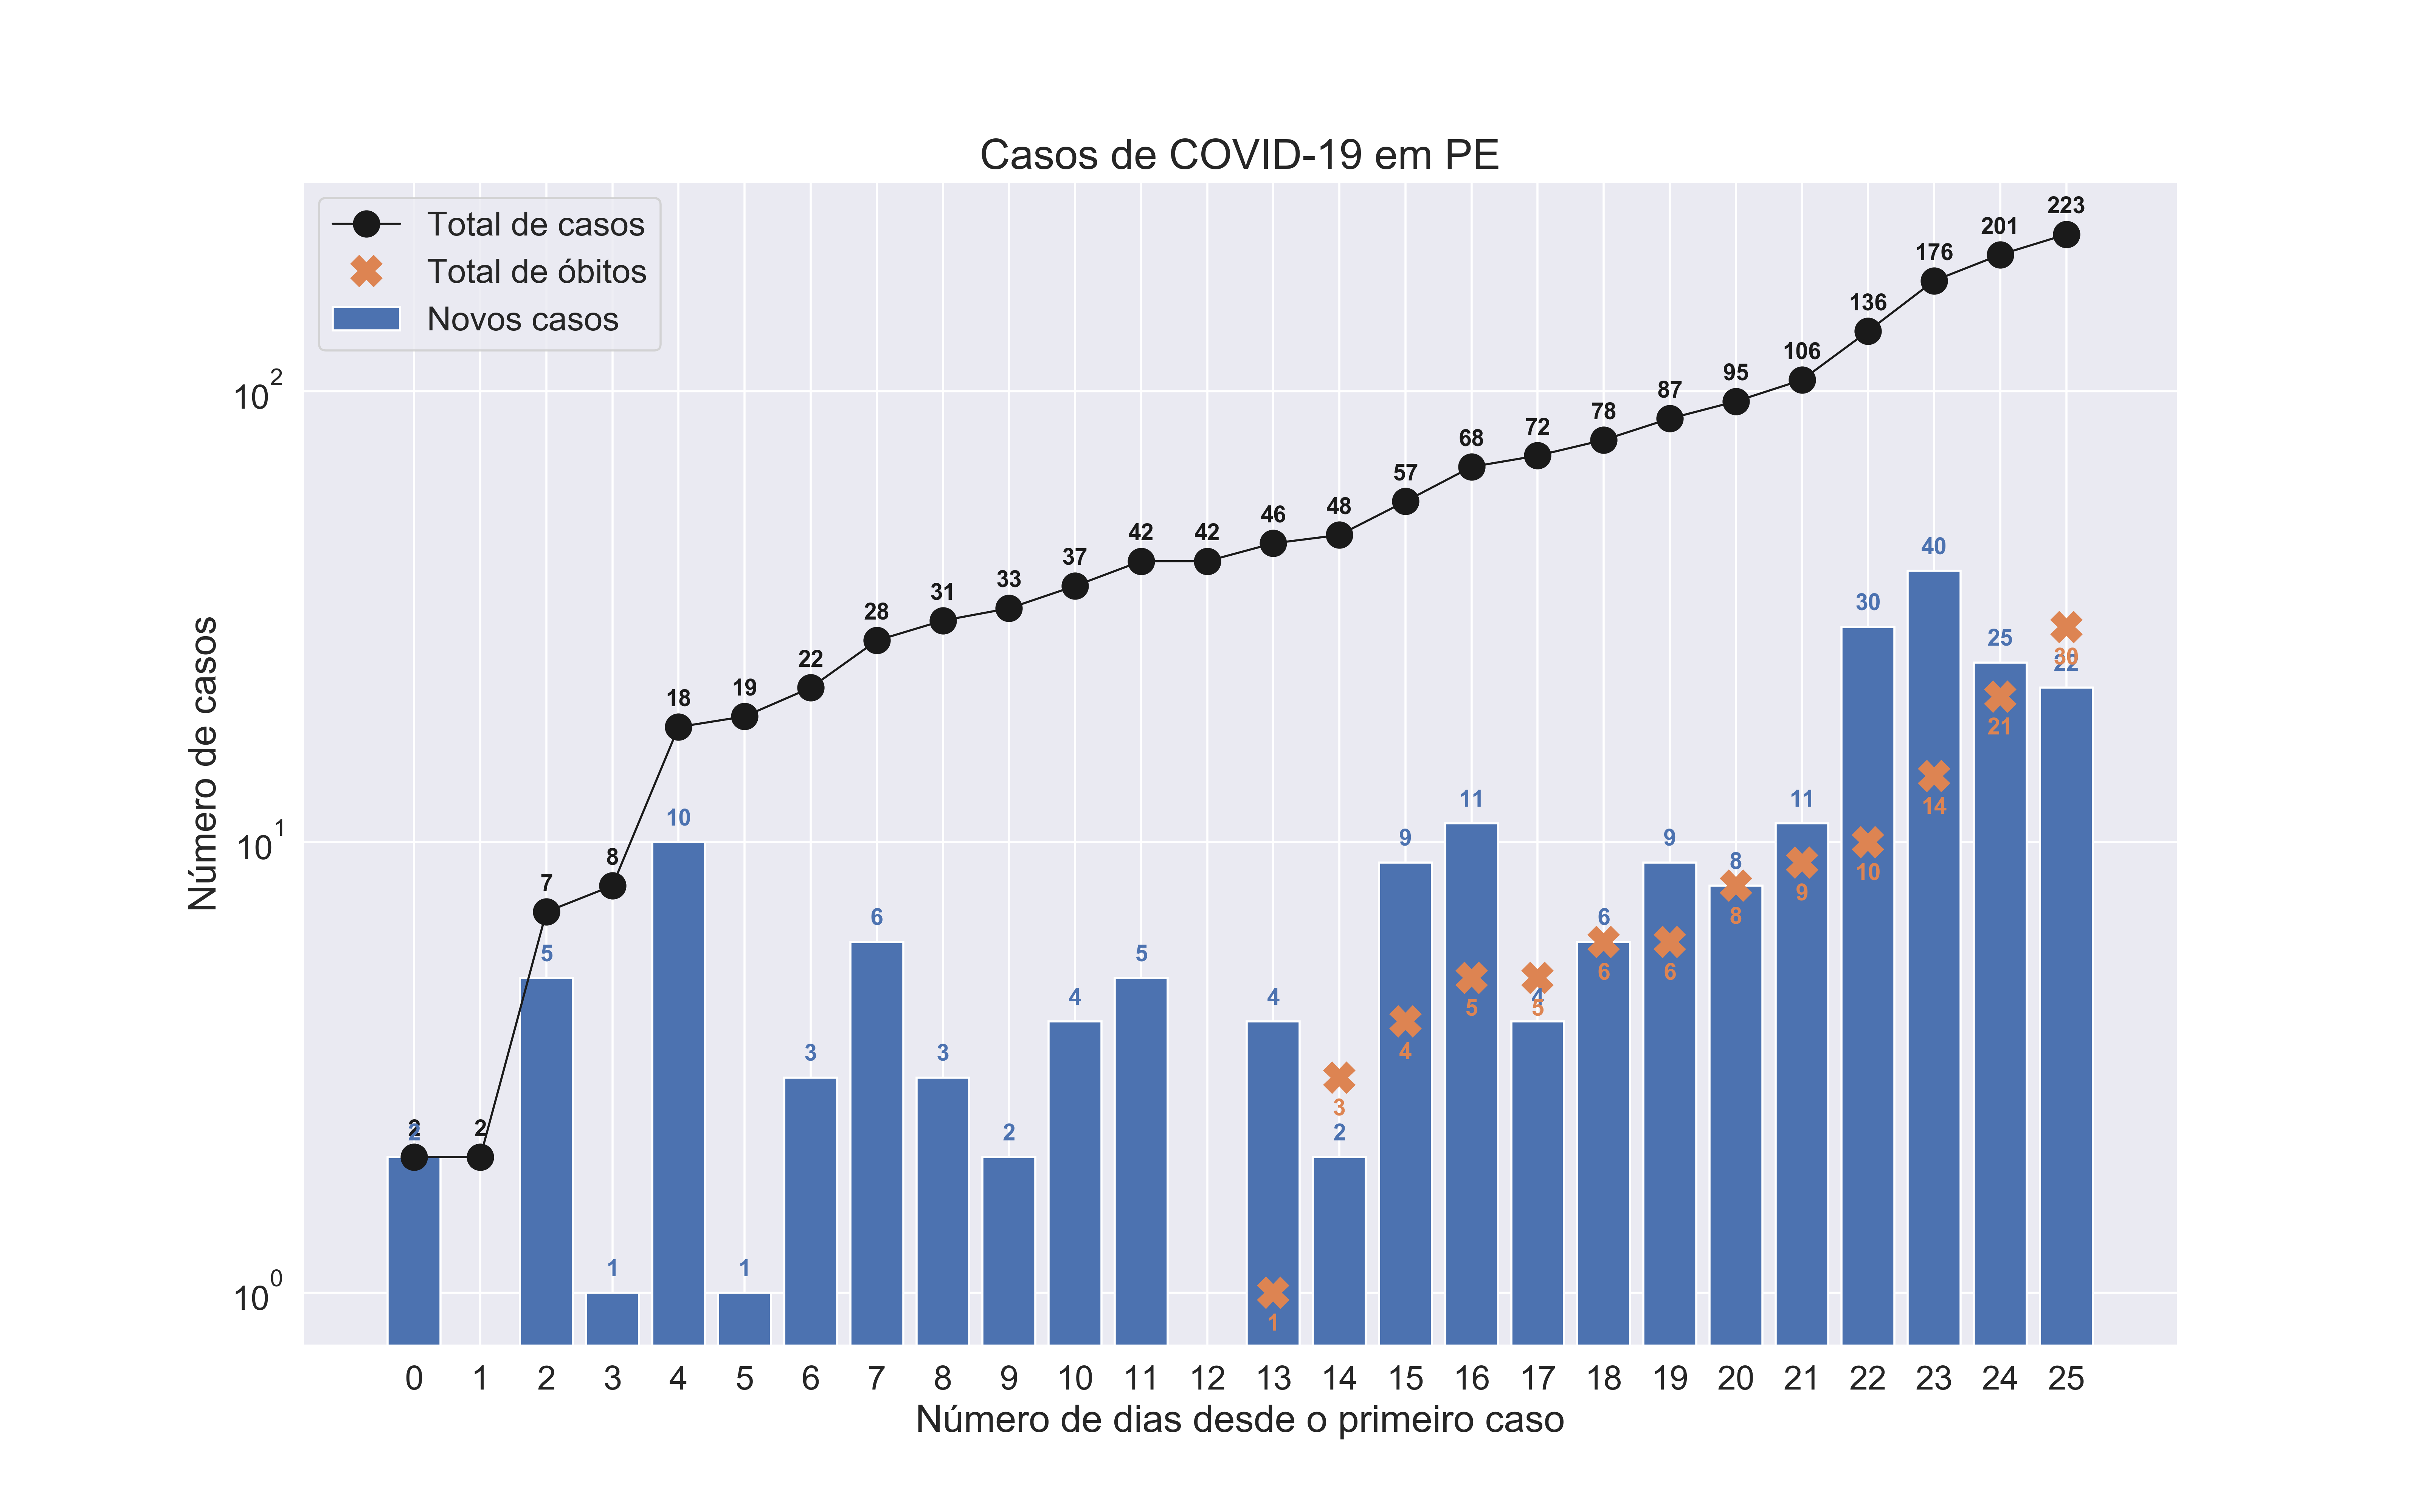 Casos de COVID-19 em PE
Total de casos
Total de óbitos
Novos casos
Número de casos
10^2
10^1
10^0
2 2 7 8 18 19 22 28 31 33 37 42 42 46 48 57 68 72 78 87 95 106 136 176 201 223
2 5 1 10 1 3 6 3 2 4 5 4 2 9 11 4 6 9 8 11 30 40 25 22
1 3 4 5 5 6 6 8 9 10 14 21 30
0 1 2 3 4 5 6 7 8 9 10 11 12 13 14 15 16 17 18 19 20 21 22 23 24 25
Número de dias desde o primeiro caso